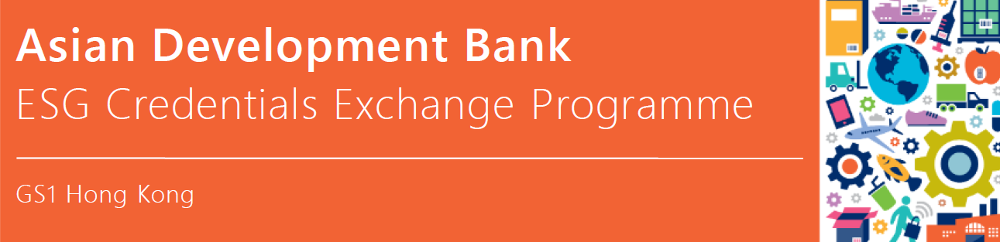 Asian Development Bank
ESG Credentials Exchange Programme
GS1 Hong Kong